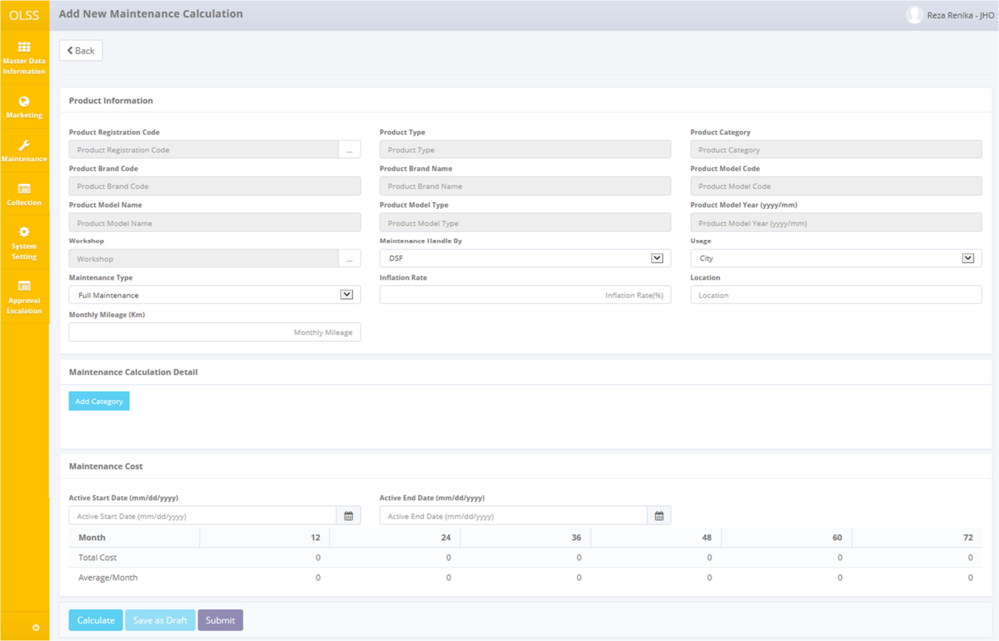 OLSS
Add New Maintenance Calculation
Reza Renika - JHO
Back
Master Data
Information
Marketing
Maintenance
Collection
System
Setting
Approval
Escalation
Product Information
Product Registration Code
Product Type
Product Category
Product Registration Code
...
Product Type
Product Category
Product Brand Code
Product Brand Name
Product Model Code
Product Brand Code
Product Brand Name
Product Model Code
Product Model Name
Product Model Type
Product Model Year (yyyy/mm)
Product Model Name
Product Model Type
Product Model Year (yyyy/mm)
Workshop
Maintenance Handle By
Usage
Workshop
...
DSF
City
Maintenance Type
Inflation Rate
Location
Full Maintenance
Inflation Rate(%)
Location
Monthly Mileage (Km)
Monthly Mileage
Maintenance Calculation Detail
Add Category
Maintenance Cost
Active Start Date (mm/dd/yyyy)
Active End Date (mm/dd/yyyy)
Active Start Date (mm/dd/yyyy)
Active End Date (mm/dd/yyyy)
Month 12 24 36 48 60 72
Total Cost 0 0 0 0 0 0
Average/Month 0 0 0 0 0 0
Calculate
Save as Draft
Submit